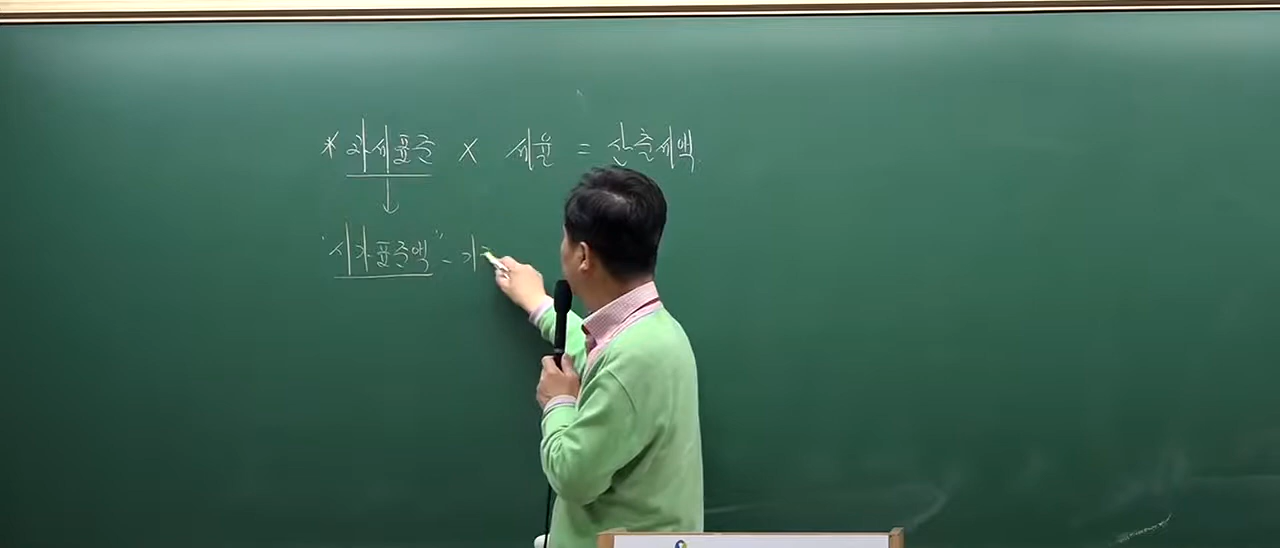 * 과세표준 × 세율 = 산출세액
"시가표준액" - 기